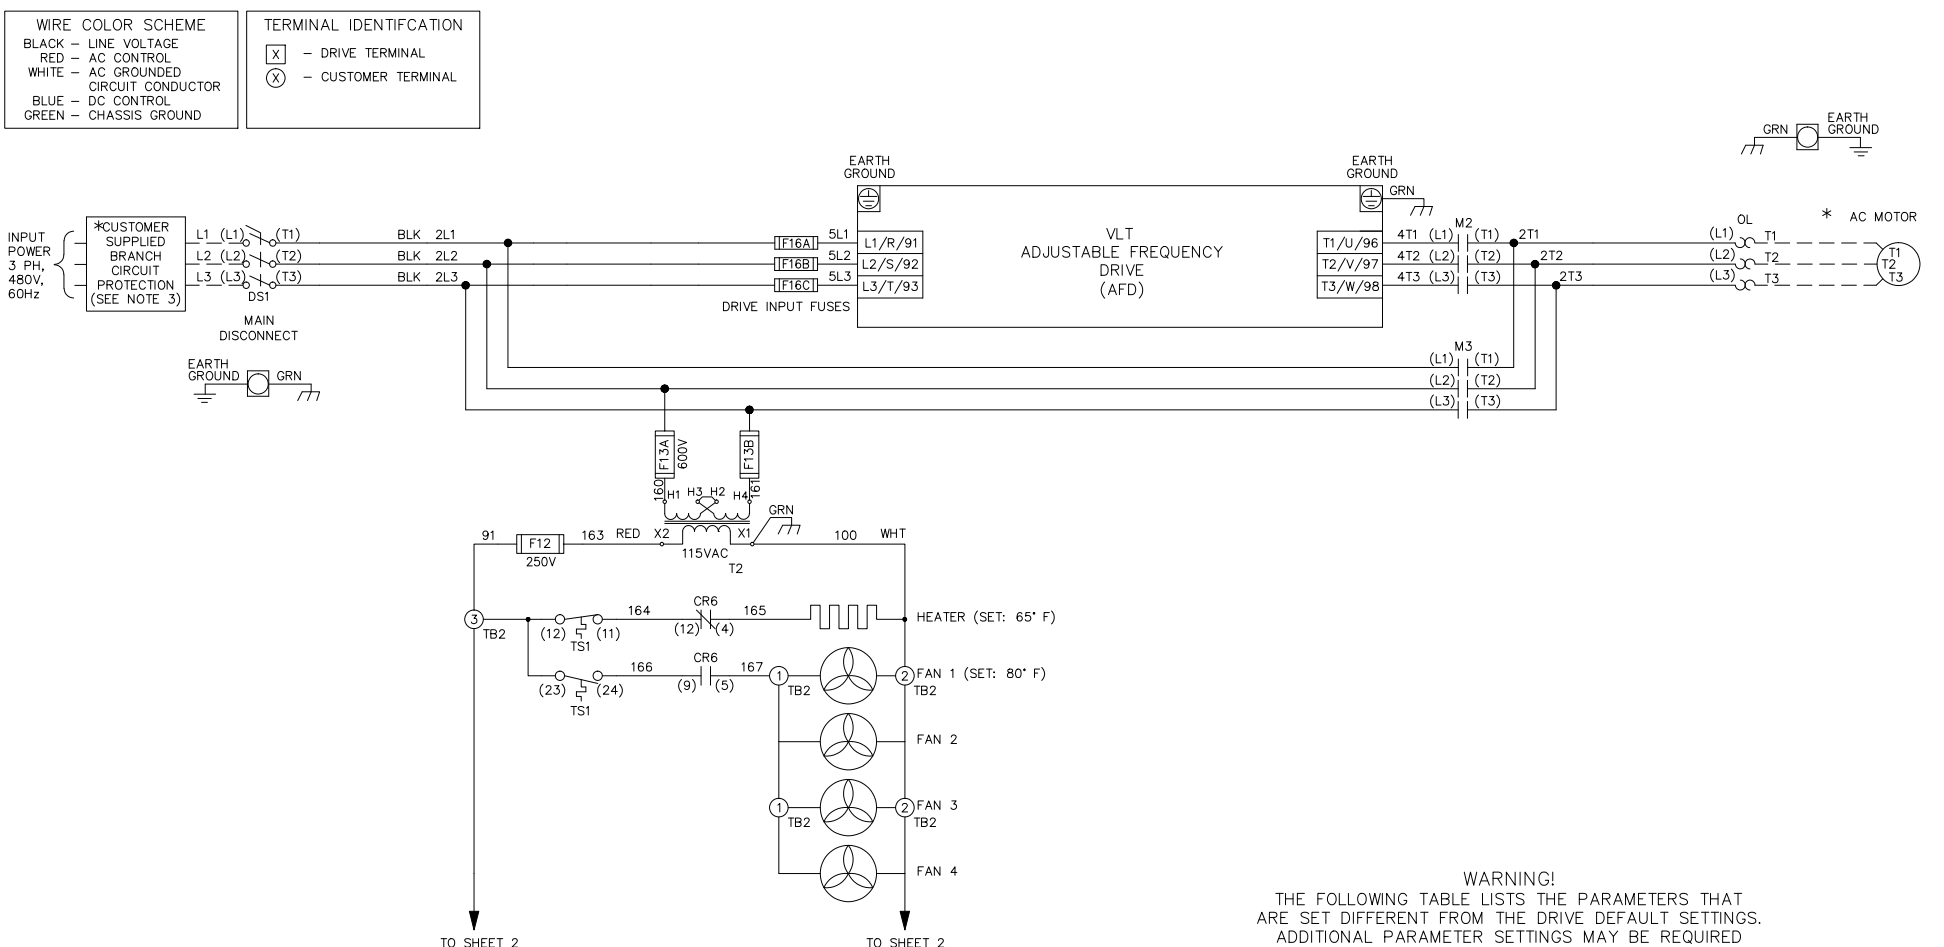 WIRE COLOR SCHEME
BLACK – LINE VOLTAGE
RED – AC CONTROL
WHITE – AC GROUNDED
CIRCUIT CONDUCTOR
BLUE – DC CONTROL
GREEN – CHASSIS GROUND
TERMINAL IDENTIFCATION
X – DRIVE TERMINAL
X – CUSTOMER TERMINAL
GRN
EARTH
GROUND
EARTH
GROUND
EARTH
GROUND
GRN
INPUT
POWER
3 PH,
480V,
60Hz
*CUSTOMER
SUPPLIED
BRANCH
CIRCUIT
PROTECTION
(SEE NOTE 3)
L1 (L1) (T1)
L2 (L2) (T2)
L3 (L3) (T3)
DS1
MAIN
DISCONNECT
BLK 2L1
BLK 2L2
BLK 2L3
F16A 5L1
F16B 5L2
F16C 5L3
DRIVE INPUT FUSES
L1/R/91
L2/S/92
L3/T/93
VLT
ADJUSTABLE FREQUENCY
DRIVE
(AFD)
T1/U/96
T2/V/97
T3/W/98
M2
4T1 (L1) (T1) 2T1
4T2 (L2) (T2) 2T2
4T3 (L3) (T3) 2T3
OL
(L1) T1
(L2) T2
(L3) T3
* AC MOTOR
T1
T2
T3
EARTH
GROUND
GRN
M3
(L1) (T1)
(L2) (T2)
(L3) (T3)
F13A
600V
F13B
160
161
H1 H3 H2 H4
GRN
91 F12 163 RED X2 X1 100 WHT
250V
115VAC
T2
3
TB2
164 CR6 165
(12) (11) (12) (4)
TS1
HEATER (SET: 65° F)
166 CR6 167
(23) (24) (9) (5)
TS1
1
TB2
2
TB2
FAN 1 (SET: 80° F)
FAN 2
1
TB2
2
TB2
FAN 3
FAN 4
TO SHEET 2
TO SHEET 2
WARNING!
THE FOLLOWING TABLE LISTS THE PARAMETERS THAT
ARE SET DIFFERENT FROM THE DRIVE DEFAULT SETTINGS.
ADDITIONAL PARAMETER SETTINGS MAY BE REQUIRED